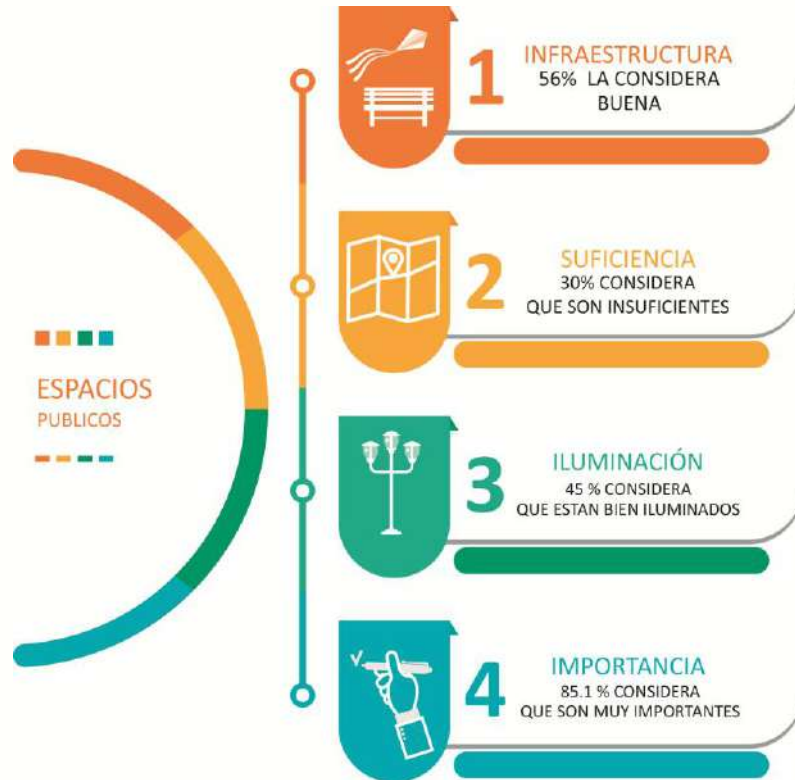 ESPACIOS
PUBLICOS
1
INFRAESTRUCTURA
56% LA CONSIDERA
BUENA
2
SUFICIENCIA
30% CONSIDERA
QUE SON INSUFICIENTES
3
ILUMINACIÓN
45 % CONSIDERA
QUE ESTAN BIEN ILUMINADOS
4
IMPORTANCIA
85.1 % CONSIDERA
QUE SON MUY IMPORTANTES